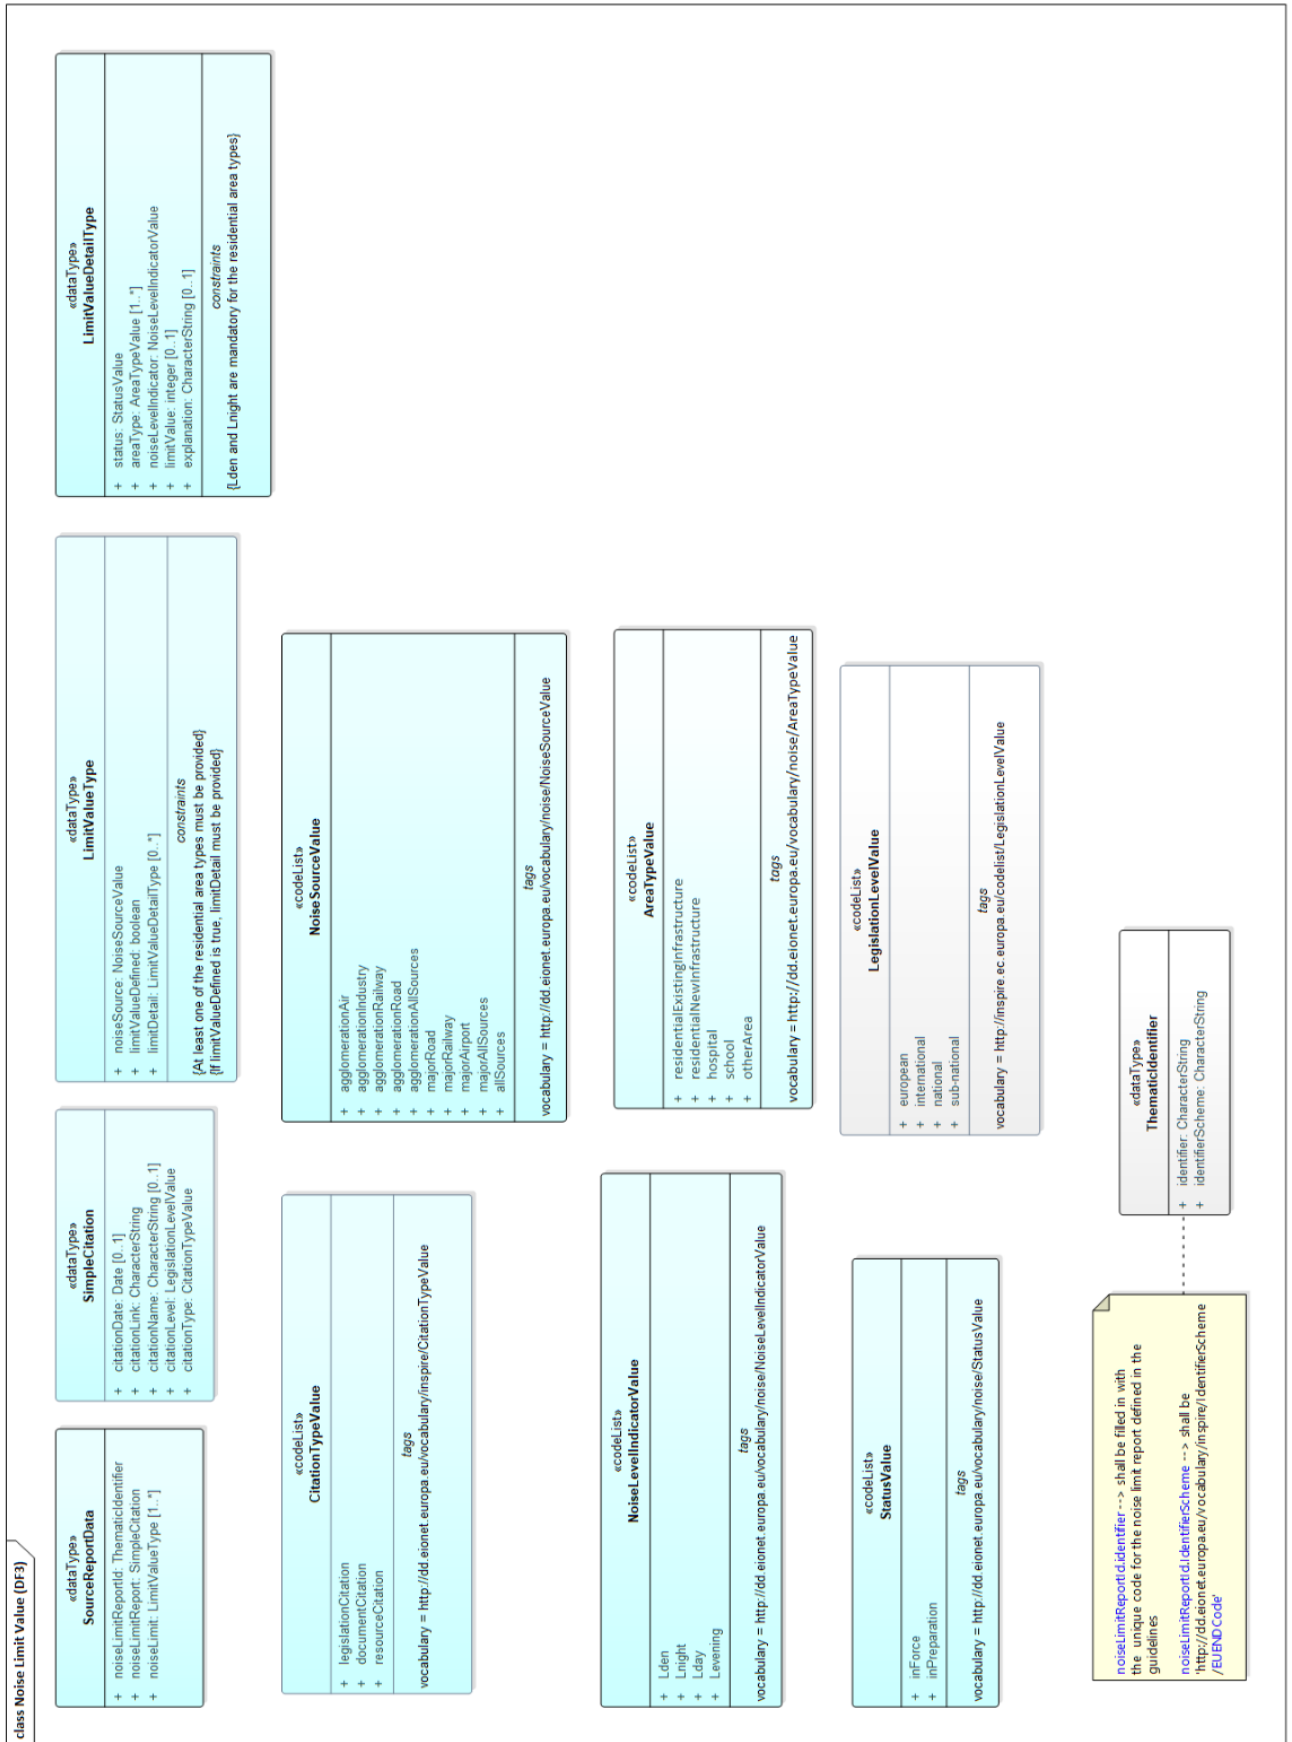 class Noise Limit Value (DF3)
«dataType»
SourceReportData
+ noiseLimitReportId: ThematicIdentifier
+ noiseLimitReport: SimpleCitation
+ noiseLimit: LimitValueType [1..*]
«dataType»
SimpleCitation
+ citationDate: Date [0..1]
+ citationLink: CharacterString
+ citationName: CharacterString [0..1]
+ citationLevel: LegislationLevelValue
+ citationType: CitationTypeValue
«dataType»
LimitValueType
+ noiseSource: NoiseSourceValue
+ limitValueDefined: boolean
+ limitDetail: LimitValueDetailType [0..*]
constraints
{At least one of the residential area types must be provided}
{If limitValueDefined is true, limitDetail must be provided}
«dataType»
LimitValueDetailType
+ status: StatusValue
+ areaType: AreaTypeValue [1..*]
+ noiseLevelIndicator: NoiseLevelIndicatorValue
+ limitValue: integer [0..1]
+ explanation: CharacterString [0..1]
constraints
{Lden and Lnight are mandatory for the residential area types}
«codeList»
CitationTypeValue
+ legislationCitation
+ documentCitation
+ resourceCitation
tags
vocabulary = http://dd.eionet.europa.eu/vocabulary/inspire/CitationTypeValue
«codeList»
NoiseSourceValue
+ agglomerationAir
+ agglomerationIndustry
+ agglomerationRailway
+ agglomerationRoad
+ agglomerationAllSources
+ majorRoad
+ majorRailway
+ majorAirport
+ majorAllSources
+ allSources
tags
vocabulary = http://dd.eionet.europa.eu/vocabulary/noise/NoiseSourceValue
«codeList»
NoiseLevelIndicatorValue
+ Lden
+ Lnight
+ Lday
+ Levening
tags
vocabulary = http://dd.eionet.europa.eu/vocabulary/noise/NoiseLevelIndicatorValue
«codeList»
AreaTypeValue
+ residentialExistingInfrastructure
+ residentialNewInfrastructure
+ hospital
+ school
+ otherArea
tags
vocabulary = http://dd.eionet.europa.eu/vocabulary/noise/AreaTypeValue
«codeList»
StatusValue
+ inForce
+ inPreparation
tags
vocabulary = http://dd.eionet.europa.eu/vocabulary/noise/StatusValue
«codeList»
LegislationLevelValue
+ european
+ international
+ national
+ sub-national
tags
vocabulary = http://inspire.ec.europa.eu/codelist/LegislationLevelValue
noiseLimitReportId.identifier --> shall be filled in with
the unique code for the noise limit report defined in the
guidelines
noiseLimitReportId.IdentifierScheme --> shall be
'http://dd.eionet.europa.eu/vocabulary/inspire/IdentifierScheme
/EUENDCode'
«dataType»
ThematicIdentifier
+ identifier: CharacterString
+ identifierScheme: CharacterString